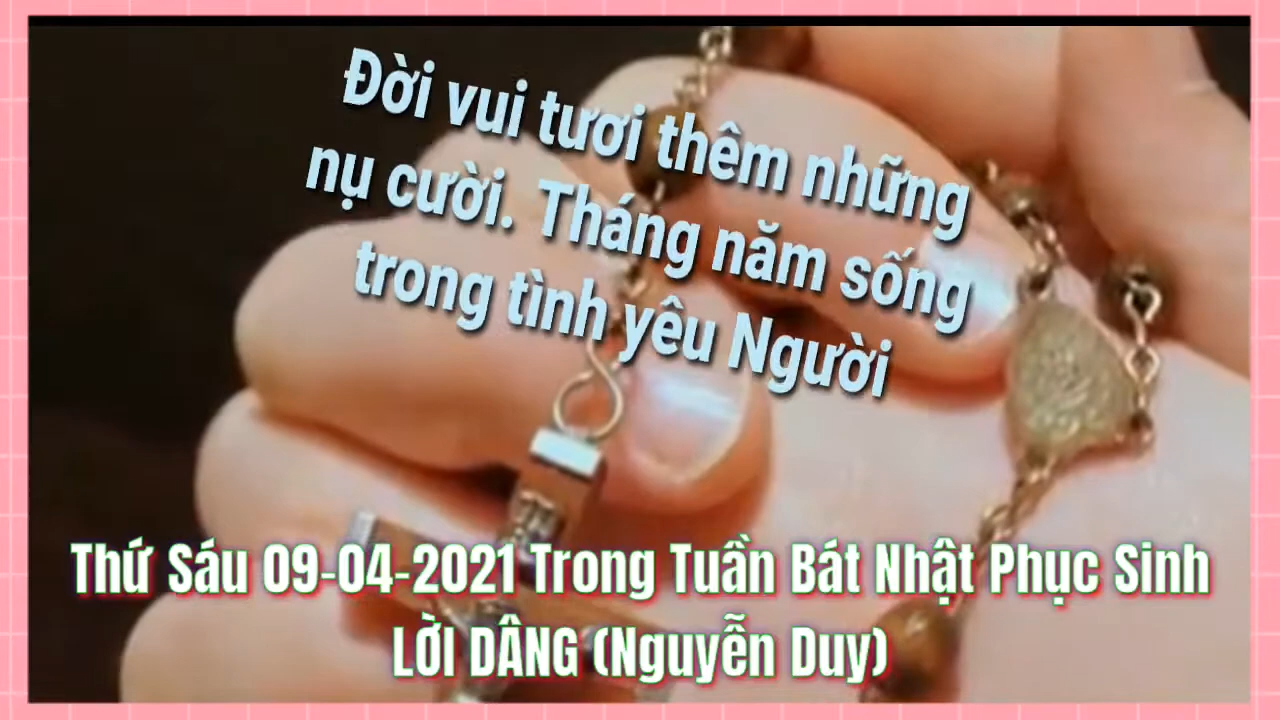 Đời vui tươi thêm những
nụ cười. Tháng năm sống
trong tình yêu Người
Thứ Sáu 09-04-2021 Trong Tuần Bát Nhật Phục Sinh
LỜI DÂNG (Nguyễn Duy)